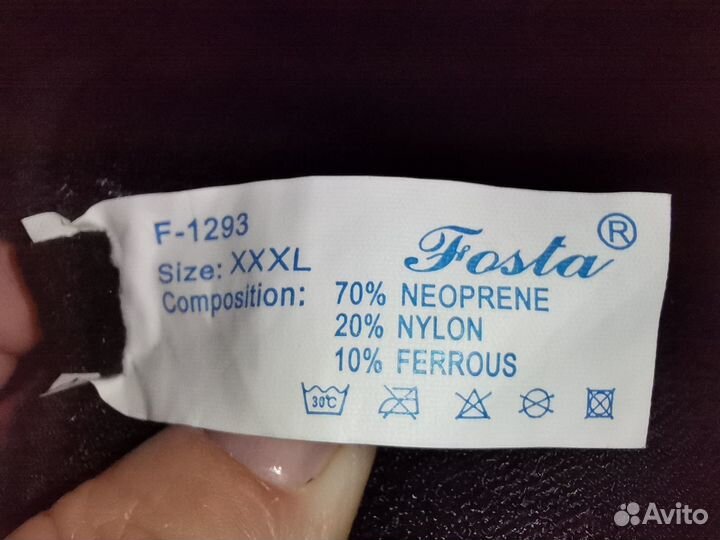 F-1293
Fosta®
Size: XXXL
Composition: 70% NEOPRENE
20% NYLON
10% FERROUS
30°C
Avito